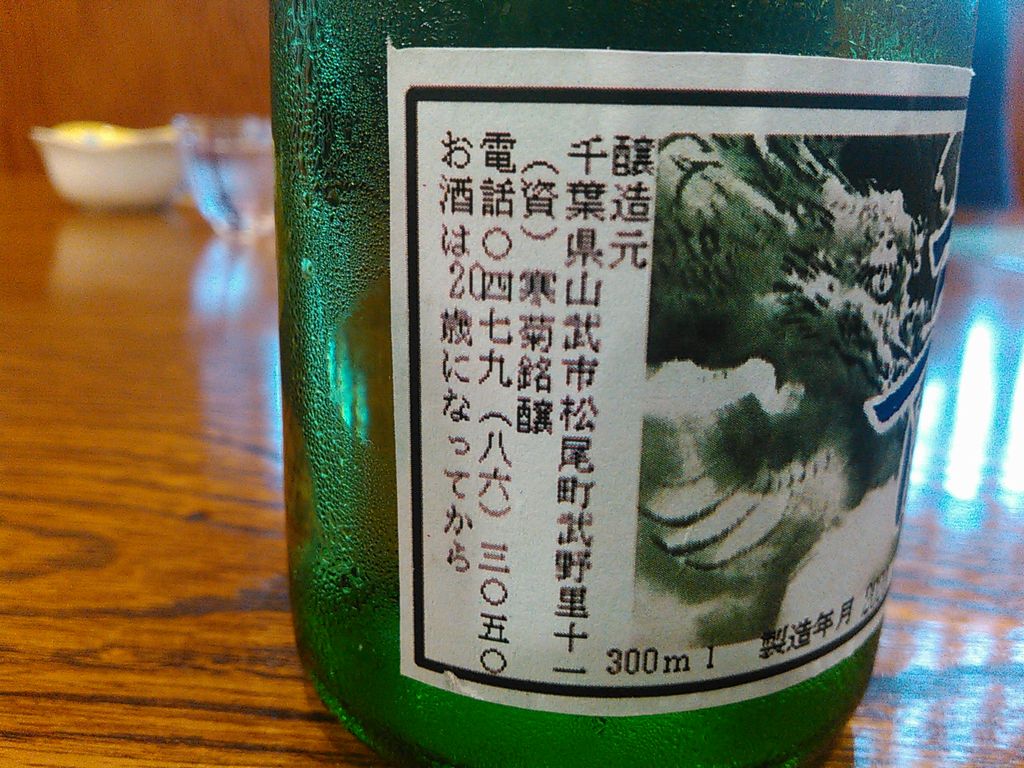 醸造元
千葉県山武市松尾町武野里十一
（資）寒菊銘醸
電話〇四七九（八六）三〇五〇
お酒は20歳になってから
300ml
製造年月